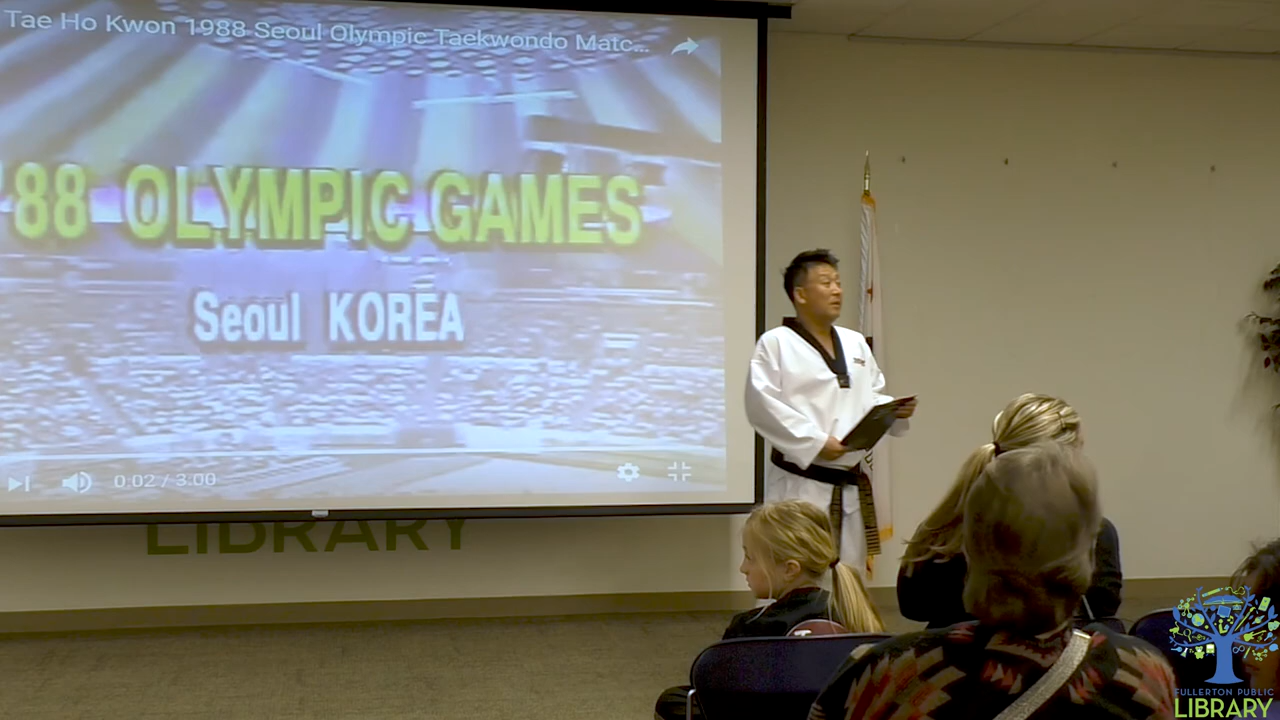 Tae Ho Kwon 1988 Seoul Olympic Taekwondo Matc...
'88 OLYMPIC GAMES
Seoul KOREA
0:02 / 3:00
LIBRARY
FULLERTON PUBLIC
LIBRARY